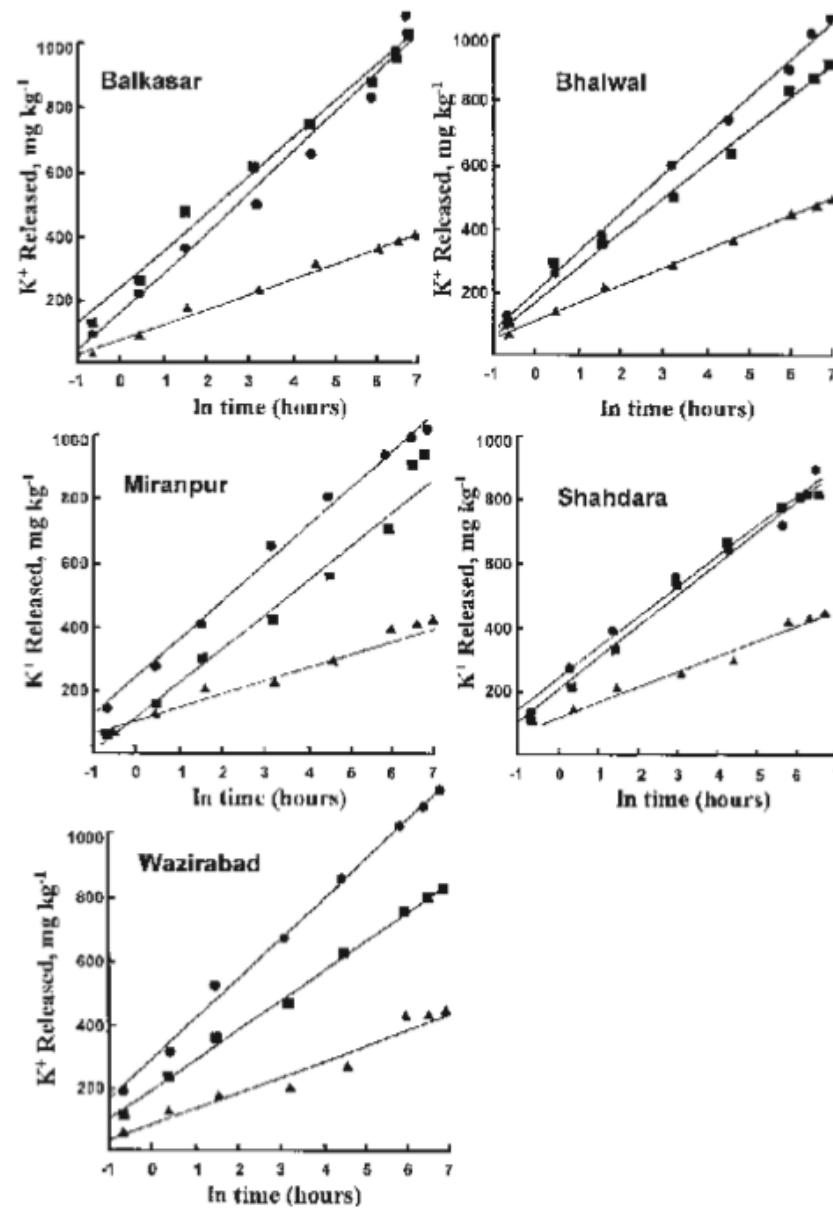 Balkasar
K+ Released, mg kg-1
1000
800
600
400
200
-1 0 1 2 3 4 5 6 7
ln time (hours)
Bhalwal
K+ Released, mg kg-1
1000
800
600
400
200
-1 0 1 2 3 4 5 6 7
ln time (hours)
Miranpur
K+ Released, mg kg-1
1000
800
600
400
200
-1 0 1 2 3 4 5 6 7
ln time (hours)
Shahdara
K+ Released, mg kg-1
1000
800
600
400
200
-1 0 1 2 3 4 5 6
ln time (hours)
Wazirabad
K+ Released, mg kg-1
1000
800
600
400
200
-1 0 1 2 3 4 5 6 7
ln time (hours)